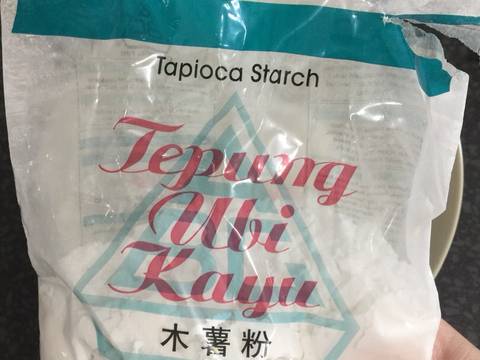 Tapioca Starch
Tepung
Ubi
Kayu
木薯粉